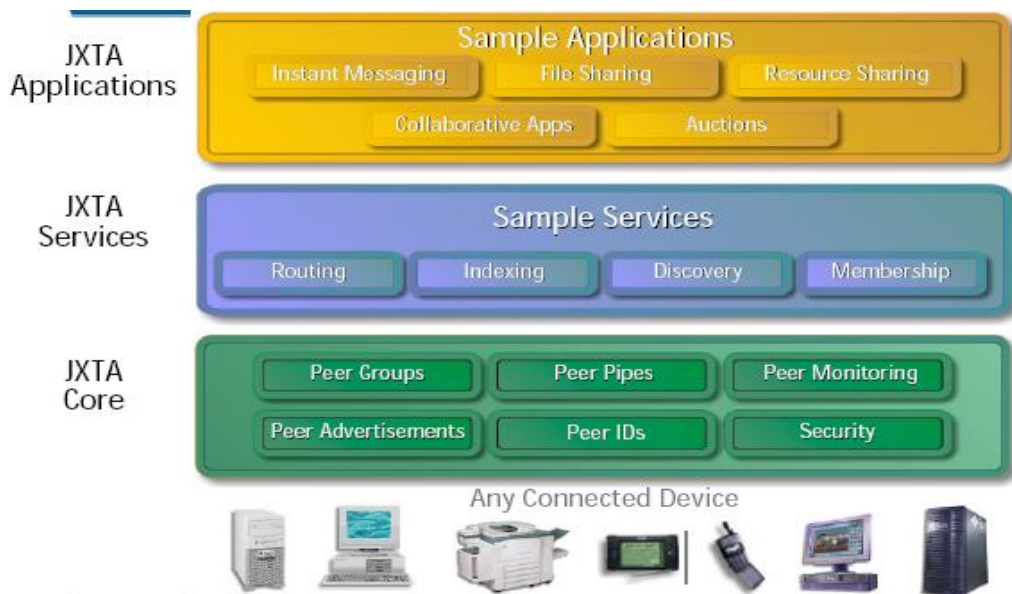 JXTA
Applications
Sample Applications
Instant Messaging
File Sharing
Resource Sharing
Collaborative Apps
Auctions
JXTA
Services
Sample Services
Routing
Indexing
Discovery
Membership
JXTA
Core
Peer Groups
Peer Pipes
Peer Monitoring
Peer Advertisements
Peer IDs
Security
Any Connected Device